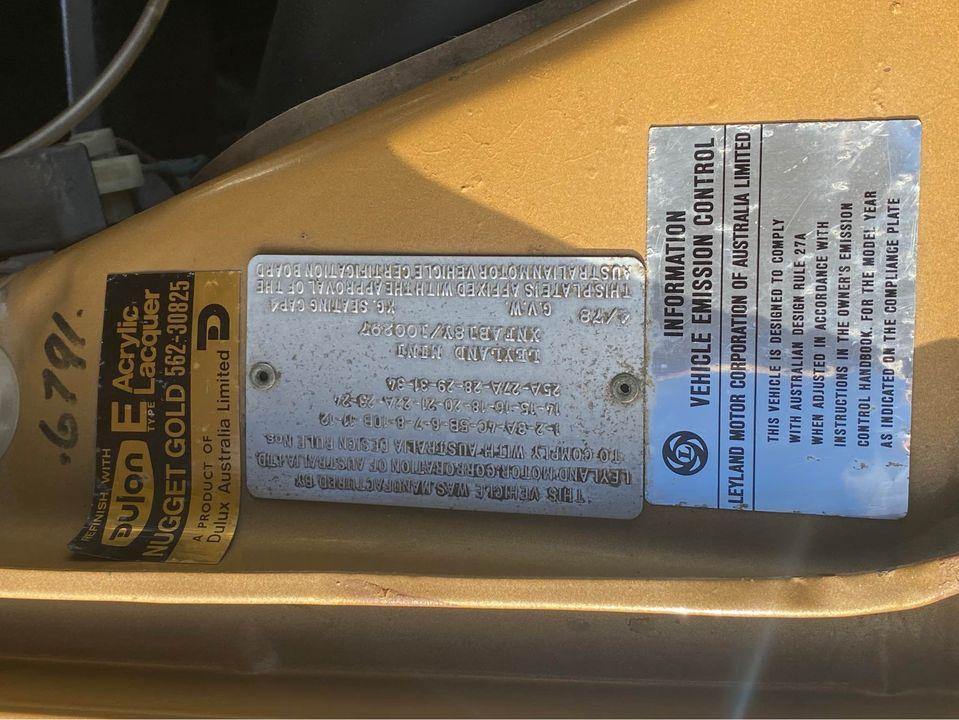 .6791.
REFINISH WITH
DULON
E Acrylic
TYPE Lacquer
NUGGET GOLD 562-30825
A PRODUCT OF
Dulux Australia Limited D
THIS VEHICLE WAS MANUFACTURED BY
LEYLAND MOTOR CORPORATION OF AUSTRALIA LTD.
TO COMPLY WITH AUSTRALIA DESIGN RULE Nos.
1-2-3A-4C-5B-6-7-8-10B-11-12
14-15-16-18-20-21-22A-23-24
25A-27A-28-29-31-34
LEYLAND MINI
XNFAB18V/100297
2/78 G.V.W. KG. SEATING CAP4
THIS PLATE IS AFFIXED WITH THE APPROVAL OF THE
AUSTRALIAN MOTOR VEHICLE CERTIFICATION BOARD
INFORMATION
VEHICLE EMISSION CONTROL
LEYLAND MOTOR CORPORATION OF AUSTRALIA LIMITED
THIS VEHICLE IS DESIGNED TO COMPLY
WITH AUSTRALIAN DESIGN RULE 27A
WHEN ADJUSTED IN ACCORDANCE WITH
INSTRUCTIONS IN THE OWNER'S EMISSION
CONTROL HANDBOOK. FOR THE MODEL YEAR
AS INDICATED ON THE COMPLIANCE PLATE